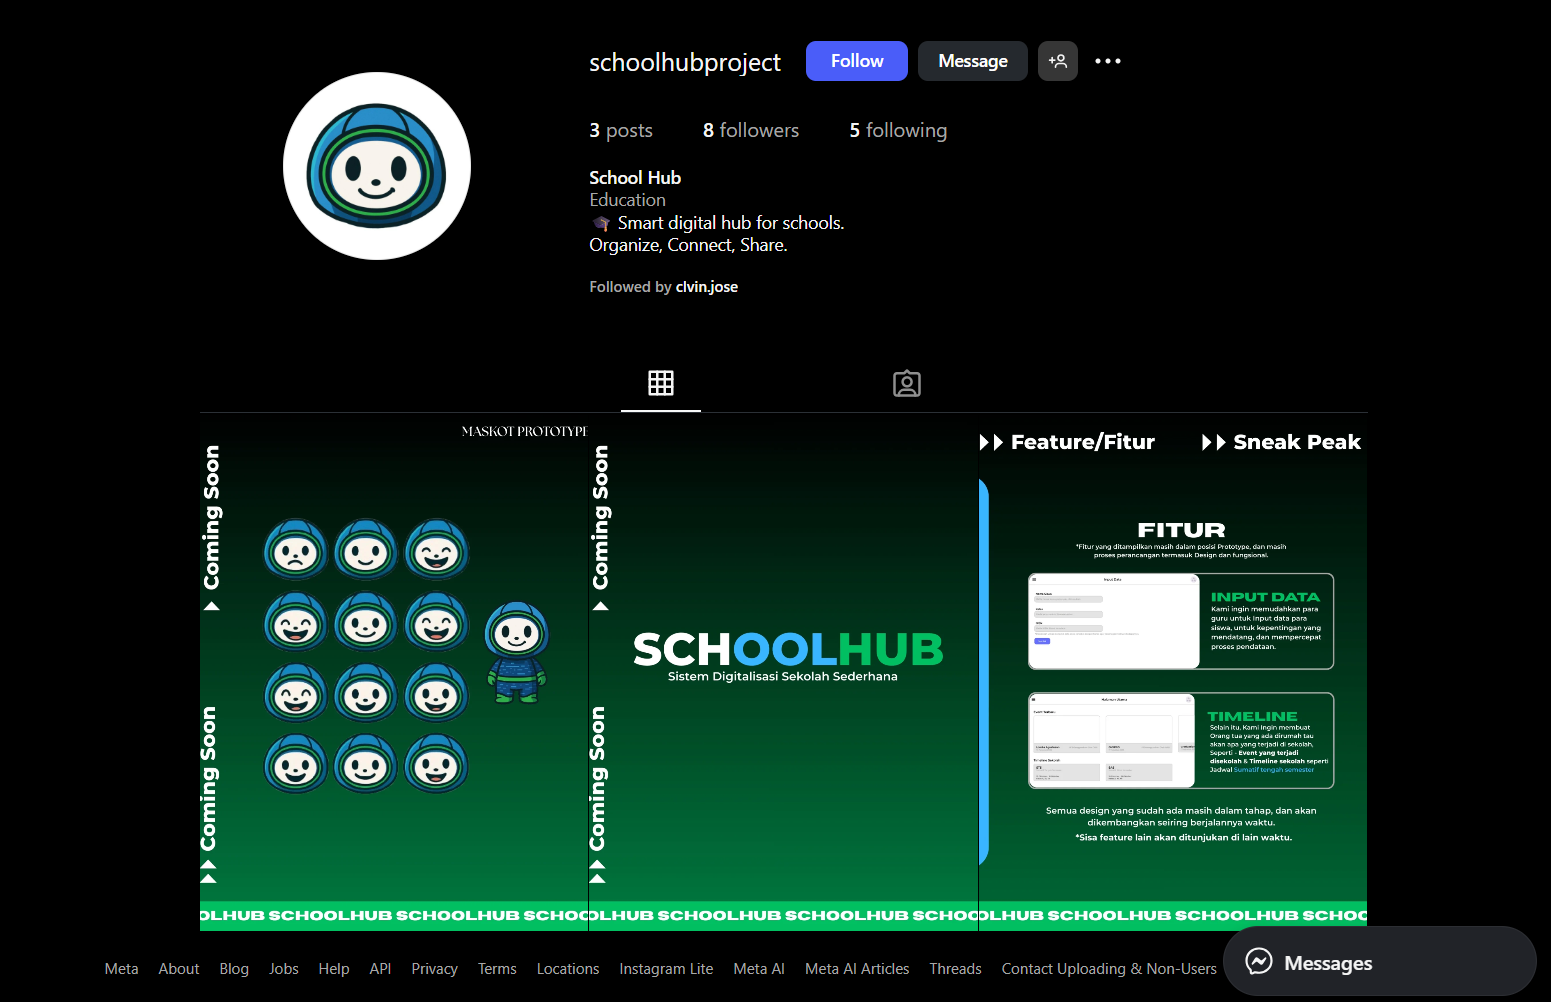 schoolhubproject
Follow
Message
3 posts
8 followers
5 following
School Hub
Education
🎓 Smart digital hub for schools.
Organize, Connect, Share.
Followed by clvin.jose
MASKOT PROTOTYPE
Coming Soon
Coming Soon
OLHUB SCHOOLHUB SCHOOLHUB SCHOO
Coming Soon
Coming Soon
SCHOOLHUB
Sistem Digitalisasi Sekolah Sederhana
OLHUB SCHOOLHUB SCHOOLHUB SCHOO
Feature/Fitur
Sneak Peak
FITUR
*Fitur yang ditampilkan masih dalam posisi Prototype, dan masih
proses perancangan termasuk Design dan fungsional.
Input Data
INPUT DATA
Kami ingin memudahkan para
guru untuk Input data para
siswa, untuk kepentingan yang
mendatang, dan mempercepat
proses pendataan.
Halaman Utama
TIMELINE
Selain itu, Kami Ingin membuat
Orang tua yang ada dirumah tau
akan apa yang terjadi di sekolah,
Seperti - Event yang terjadi
disekolah & Timeline sekolah seperti
Jadwal Sumatif tengah semester
Semua design yang sudah ada masih dalam tahap, dan akan
dikembangkan seiring berjalannya waktu.
*Sisa feature lain akan ditunjukan di lain waktu.
OLHUB SCHOOLHUB SCHOOLHUB SCHOO
Meta
About
Blog
Jobs
Help
API
Privacy
Terms
Locations
Instagram Lite
Meta AI
Meta AI Articles
Threads
Contact Uploading & Non-Users
Messages